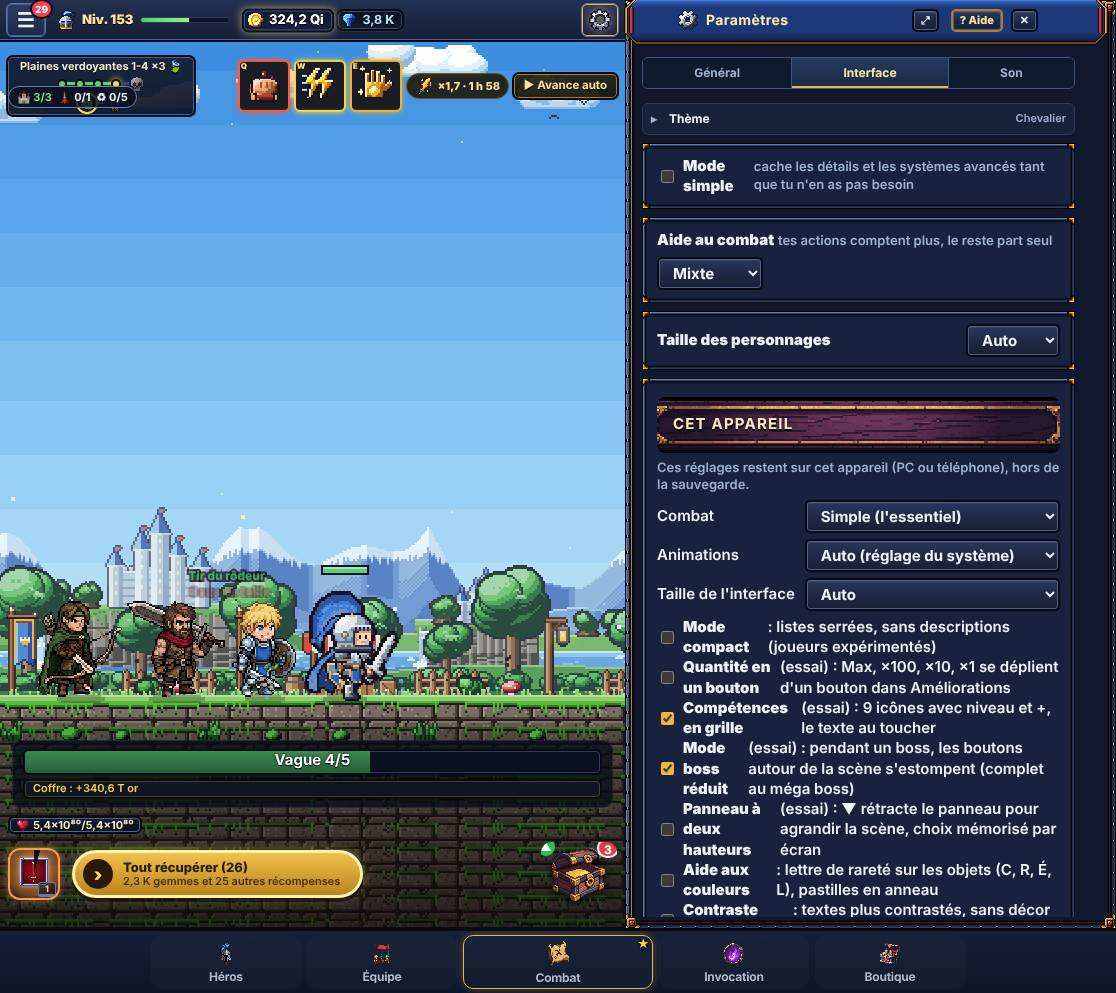 29
Niv. 153
324,2 Qi
3,8 K
Plaines verdoyantes 1-4 ×3
3/3 0/1 0/5
Q
W
E
×1,7 · 1 h 58
Avance auto
Tir du rôdeur
Vague 4/5
Coffre : +340,6 T or
5,4×10⁸⁰/5,4×10⁸⁰
1
Tout récupérer (26)
2,3 K gemmes et 25 autres récompenses
3
Paramètres
? Aide
Général
Interface
Son
Thème
Chevalier
Mode simple
cache les détails et les systèmes avancés tant
que tu n'en as pas besoin
Aide au combat tes actions comptent plus, le reste part seul
Mixte
Taille des personnages
Auto
CET APPAREIL
Ces réglages restent sur cet appareil (PC ou téléphone), hors de
la sauvegarde.
Combat
Simple (l'essentiel)
Animations
Auto (réglage du système)
Taille de l'interface
Auto
Mode compact
: listes serrées, sans descriptions
(joueurs expérimentés)
Quantité en un bouton
(essai) : Max, ×100, ×10, ×1 se déplient
d'un bouton dans Améliorations
Compétences en grille
(essai) : 9 icônes avec niveau et +,
le texte au toucher
Mode boss réduit
(essai) : pendant un boss, les boutons
autour de la scène s'estompent (complet
au méga boss)
Panneau à deux hauteurs
(essai) : ▼ rétracte le panneau pour
agrandir la scène, choix mémorisé par
écran
Aide aux couleurs
: lettre de rareté sur les objets (C, R, É,
L), pastilles en anneau
Contraste
: textes plus contrastés, sans décor
Héros
Équipe
Combat
Invocation
Boutique